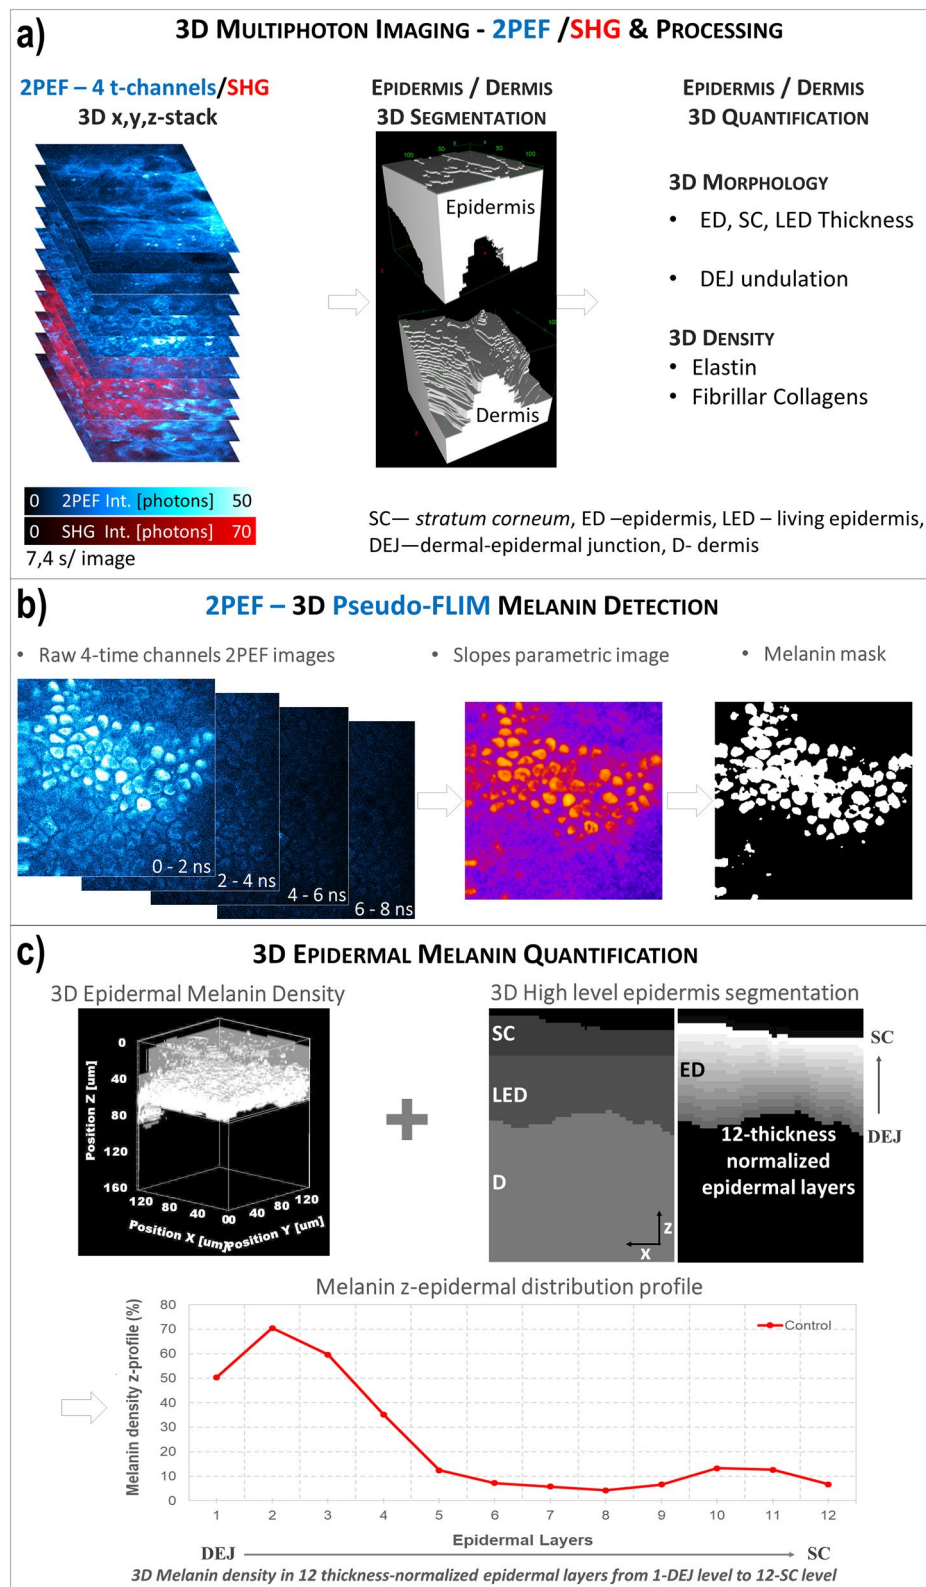 a)
3D MULTIPHOTON IMAGING - 2PEF /SHG & PROCESSING
2PEF – 4 t-channels/SHG
3D x,y,z-stack
EPIDERMIS / DERMIS
3D SEGMENTATION
EPIDERMIS / DERMIS
3D QUANTIFICATION
Epidermis
Dermis
3D MORPHOLOGY
• ED, SC, LED Thickness
• DEJ undulation
3D DENSITY
• Elastin
• Fibrillar Collagens
0 2PEF Int. [photons] 50
0 SHG Int. [photons] 70
7,4 s/ image
SC— stratum corneum, ED –epidermis, LED – living epidermis,
DEJ—dermal-epidermal junction, D- dermis
b)
2PEF – 3D Pseudo-FLIM MELANIN DETECTION
• Raw 4-time channels 2PEF images
• Slopes parametric image
• Melanin mask
0 - 2 ns
2 - 4 ns
4 - 6 ns
6 - 8 ns
c)
3D EPIDERMAL MELANIN QUANTIFICATION
3D Epidermal Melanin Density
3D High level epidermis segmentation
Position Z [um]
0
40
80
120
160
120 80 40 0
Position X [um]
0 40 80 120
Position Y [um]
SC
LED
D
z
x
ED
12-thickness
normalized
epidermal layers
SC
DEJ
Melanin z-epidermal distribution profile
Melanin density z-profile (%)
80
70
60
50
40
30
20
10
0
Control
1 2 3 4 5 6 7 8 9 10 11 12
Epidermal Layers
DEJ SC
3D Melanin density in 12 thickness-normalized epidermal layers from 1-DEJ level to 12-SC level